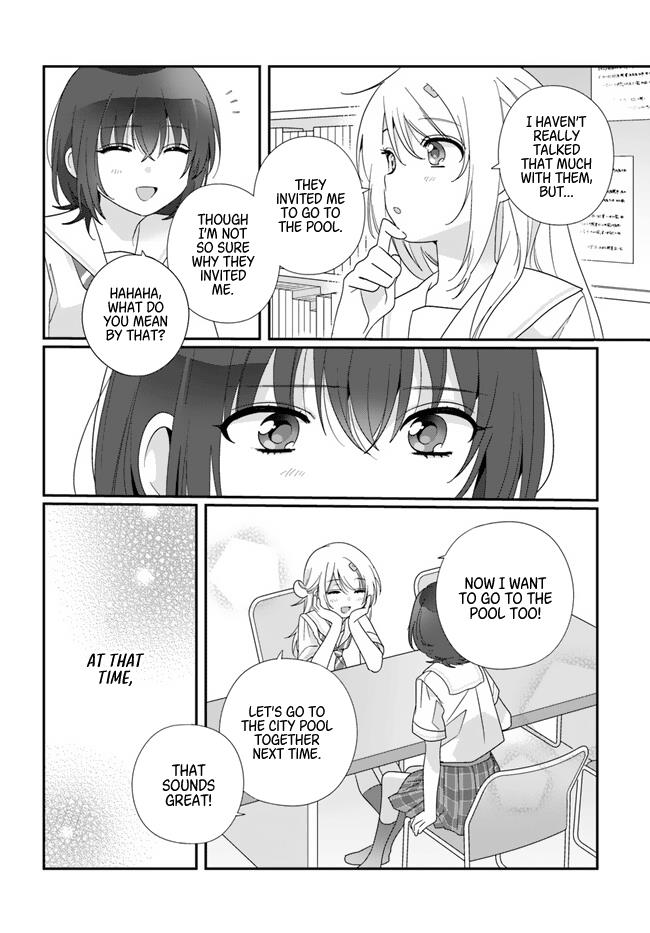 I HAVEN'T
REALLY
TALKED
THAT MUCH
WITH THEM,
BUT...
THEY
INVITED ME
TO GO TO
THE POOL.
THOUGH
I'M NOT
SO SURE
WHY THEY
INVITED
ME.
HAHAHA,
WHAT DO
YOU MEAN
BY THAT?
NOW I WANT
TO GO TO THE
POOL TOO!
LET'S GO TO
THE CITY POOL
TOGETHER
NEXT TIME.
THAT
SOUNDS
GREAT!
AT THAT
TIME,